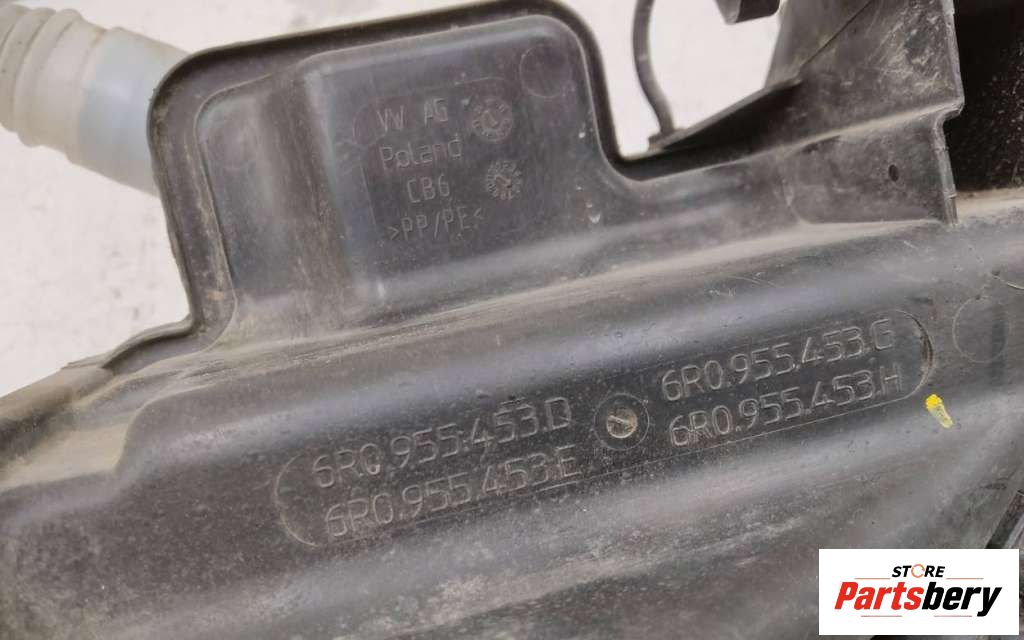 VW AG
Poland
CB6
>PP/PE<
6R0.955.453.D
6R0.955.453.E
6R0.955.453.G
6R0.955.453.H
STORE
Partsbery